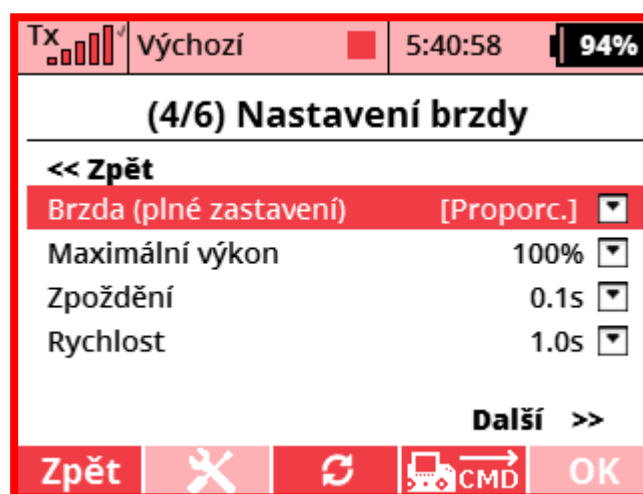 Tx Výchozí 5:40:58 94%
(4/6) Nastavení brzdy
<< Zpět
Brzda (plné zastavení) [Proporc.]
Maximální výkon 100%
Zpoždění 0.1s
Rychlost 1.0s
Další >>
Zpět CMD OK